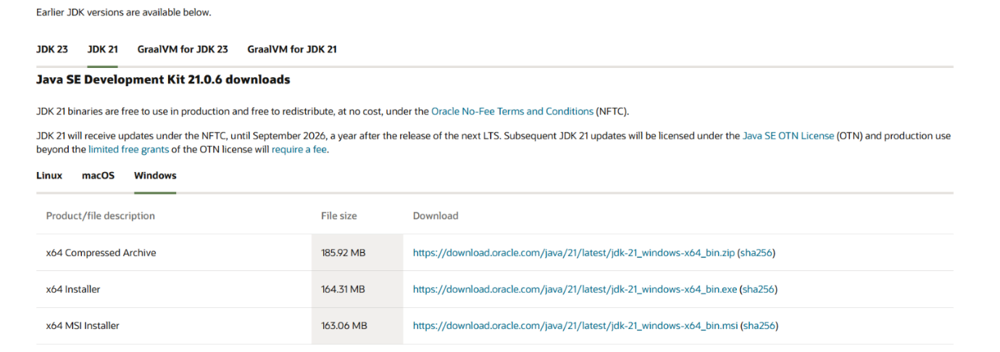 Earlier JDK versions are available below.
JDK 23 JDK 21 GraalVM for JDK 23 GraalVM for JDK 21
Java SE Development Kit 21.0.6 downloads
JDK 21 binaries are free to use in production and free to redistribute, at no cost, under the Oracle No-Fee Terms and Conditions (NFTC).
JDK 21 will receive updates under the NFTC, until September 2026, a year after the release of the next LTS. Subsequent JDK 21 updates will be licensed under the Java SE OTN License (OTN) and production use
beyond the limited free grants of the OTN license will require a fee.
Linux macOS Windows
Product/file description File size Download
x64 Compressed Archive 185.92 MB https://download.oracle.com/java/21/latest/jdk-21_windows-x64_bin.zip (sha256)
x64 Installer 164.31 MB https://download.oracle.com/java/21/latest/jdk-21_windows-x64_bin.exe (sha256)
x64 MSI Installer 163.06 MB https://download.oracle.com/java/21/latest/jdk-21_windows-x64_bin.msi (sha256)